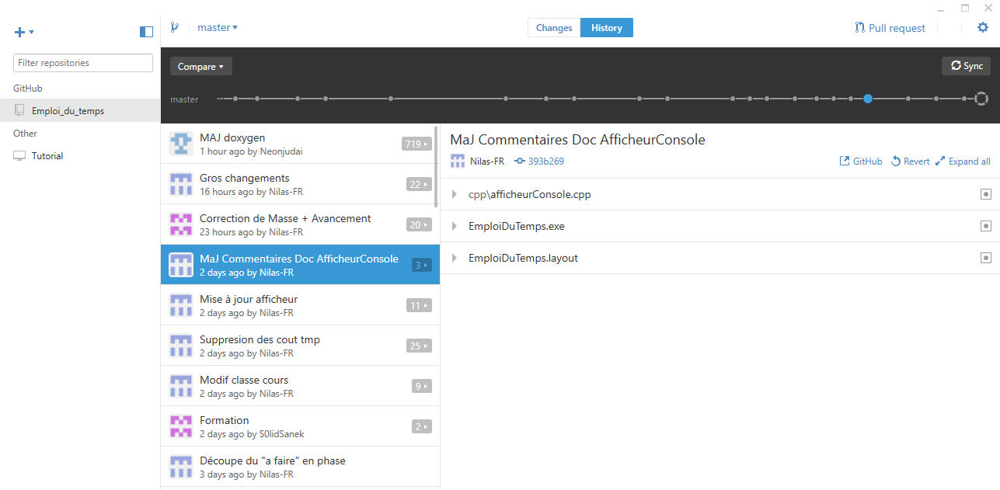 master ▾
Changes
History
Pull request
Filter repositories
GitHub
Emploi_du_temps
Other
Tutorial
Compare ▾
Sync
master
MAJ doxygen
1 hour ago by Neonjudai
719
Gros changements
16 hours ago by Nilas-FR
22
Correction de Masse + Avancement
23 hours ago by Nilas-FR
20
MaJ Commentaires Doc AfficheurConsole
2 days ago by Nilas-FR
3
Mise à jour afficheur
2 days ago by Nilas-FR
11
Suppresion des cout tmp
2 days ago by Nilas-FR
25
Modif classe cours
2 days ago by Nilas-FR
9
Formation
2 days ago by S0lidSanek
2
Découpe du "a faire" en phase
3 days ago by Nilas-FR
MaJ Commentaires Doc AfficheurConsole
Nilas-FR 393b269
GitHub Revert Expand all
cpp\afficheurConsole.cpp
EmploiDuTemps.exe
EmploiDuTemps.layout